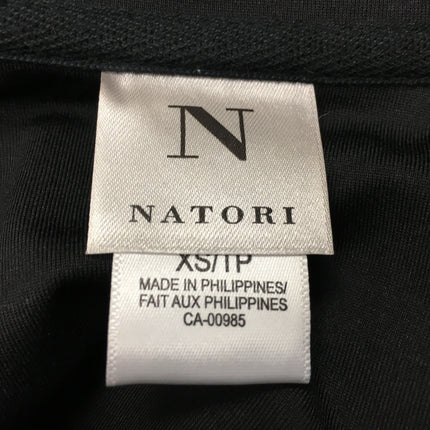 N
NATORI
XS/TP
MADE IN PHILIPPINES/
FAIT AUX PHILIPPINES
CA-00985